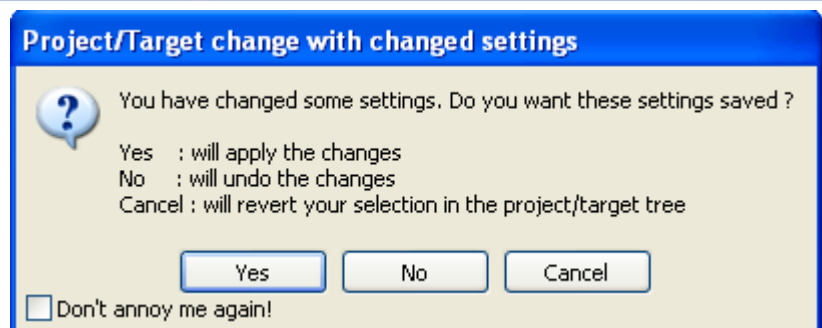 Project/Target change with changed settings
You have changed some settings. Do you want these settings saved ?
Yes : will apply the changes
No : will undo the changes
Cancel : will revert your selection in the project/target tree
Yes No Cancel
Don't annoy me again!